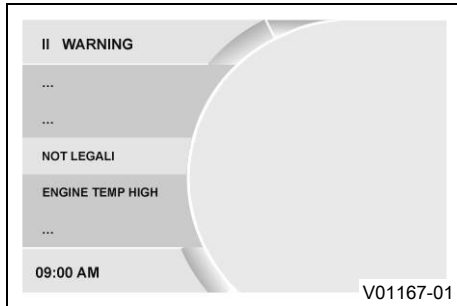 II WARNING
...
...
NOT LEGALI
ENGINE TEMP HIGH
...
09:00 AM
V01167-01